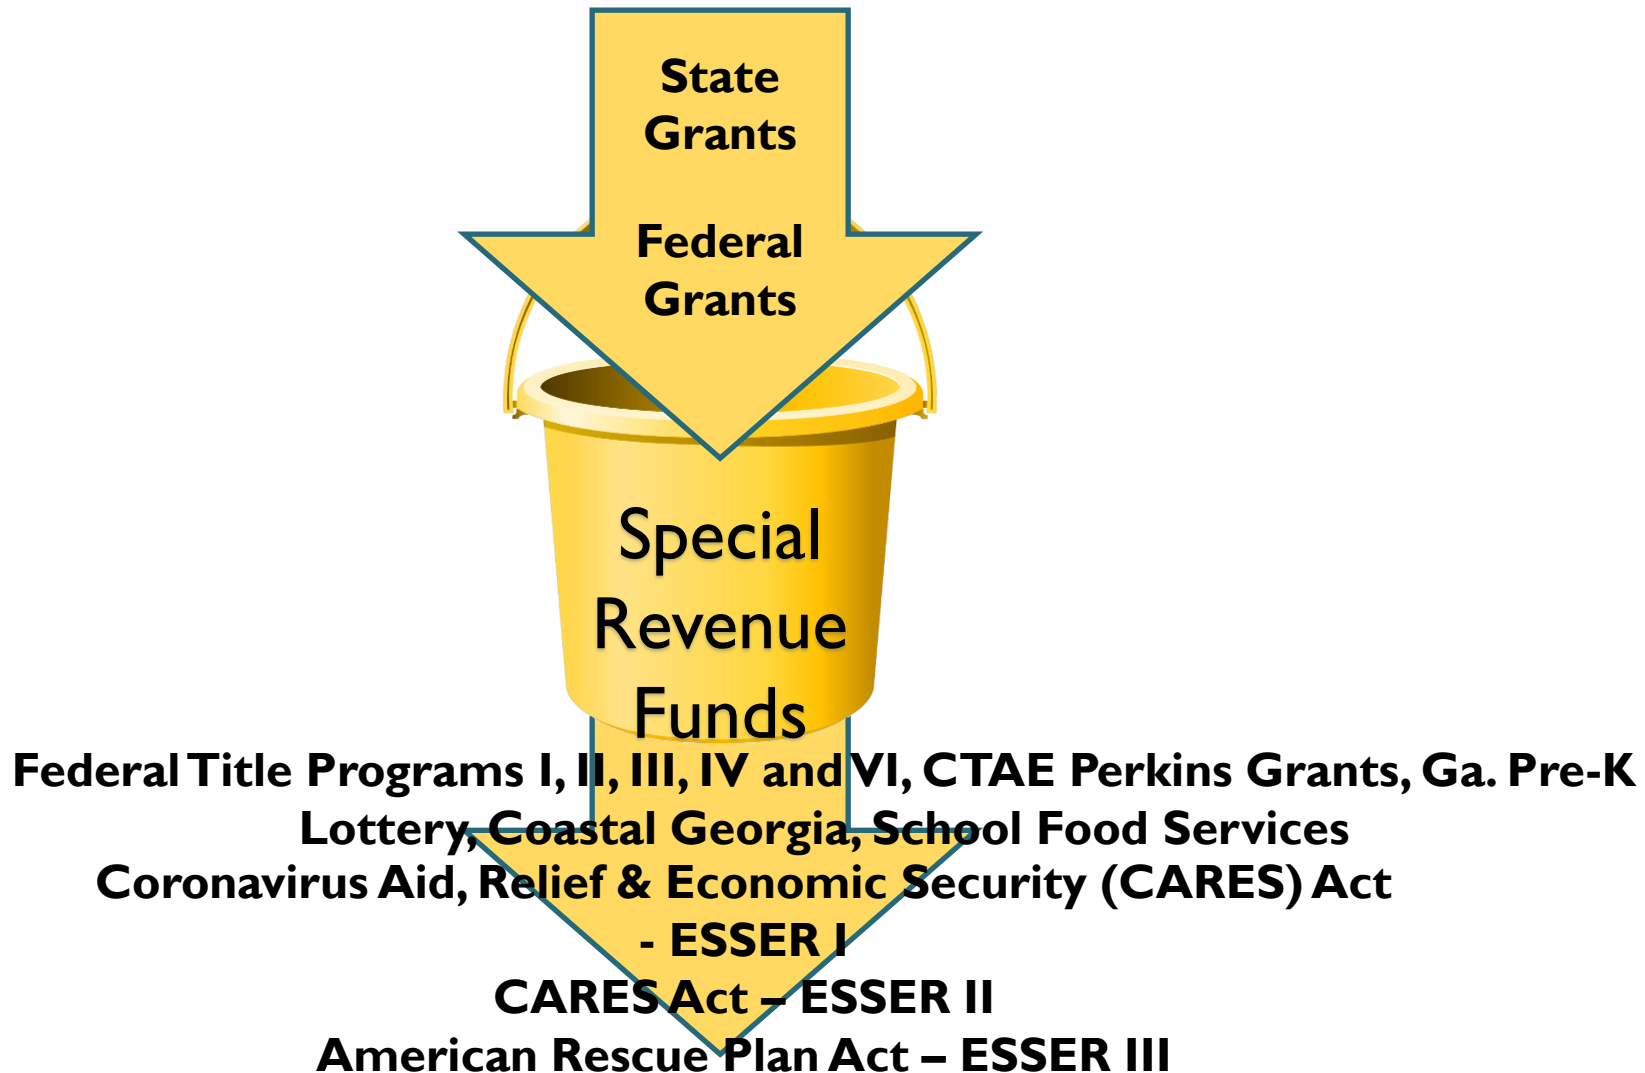 State
Grants
Federal
Grants
Special
Revenue
Funds
Federal Title Programs I, II, III, IV and VI, CTAE Perkins Grants, Ga. Pre-K
Lottery, Coastal Georgia, School Food Services
Coronavirus Aid, Relief & Economic Security (CARES) Act
- ESSER I
CARES Act – ESSER II
American Rescue Plan Act – ESSER III